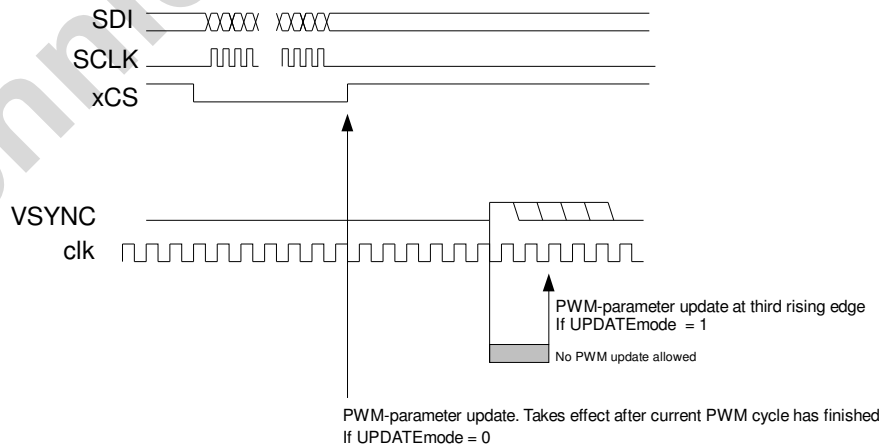 SDI
SCLK
xCS
VSYNC
clk
PWM-parameter update at third rising edge
If UPDATEmode = 1
No PWM update allowed
PWM-parameter update. Takes effect after current PWM cycle has finished
If UPDATEmode = 0